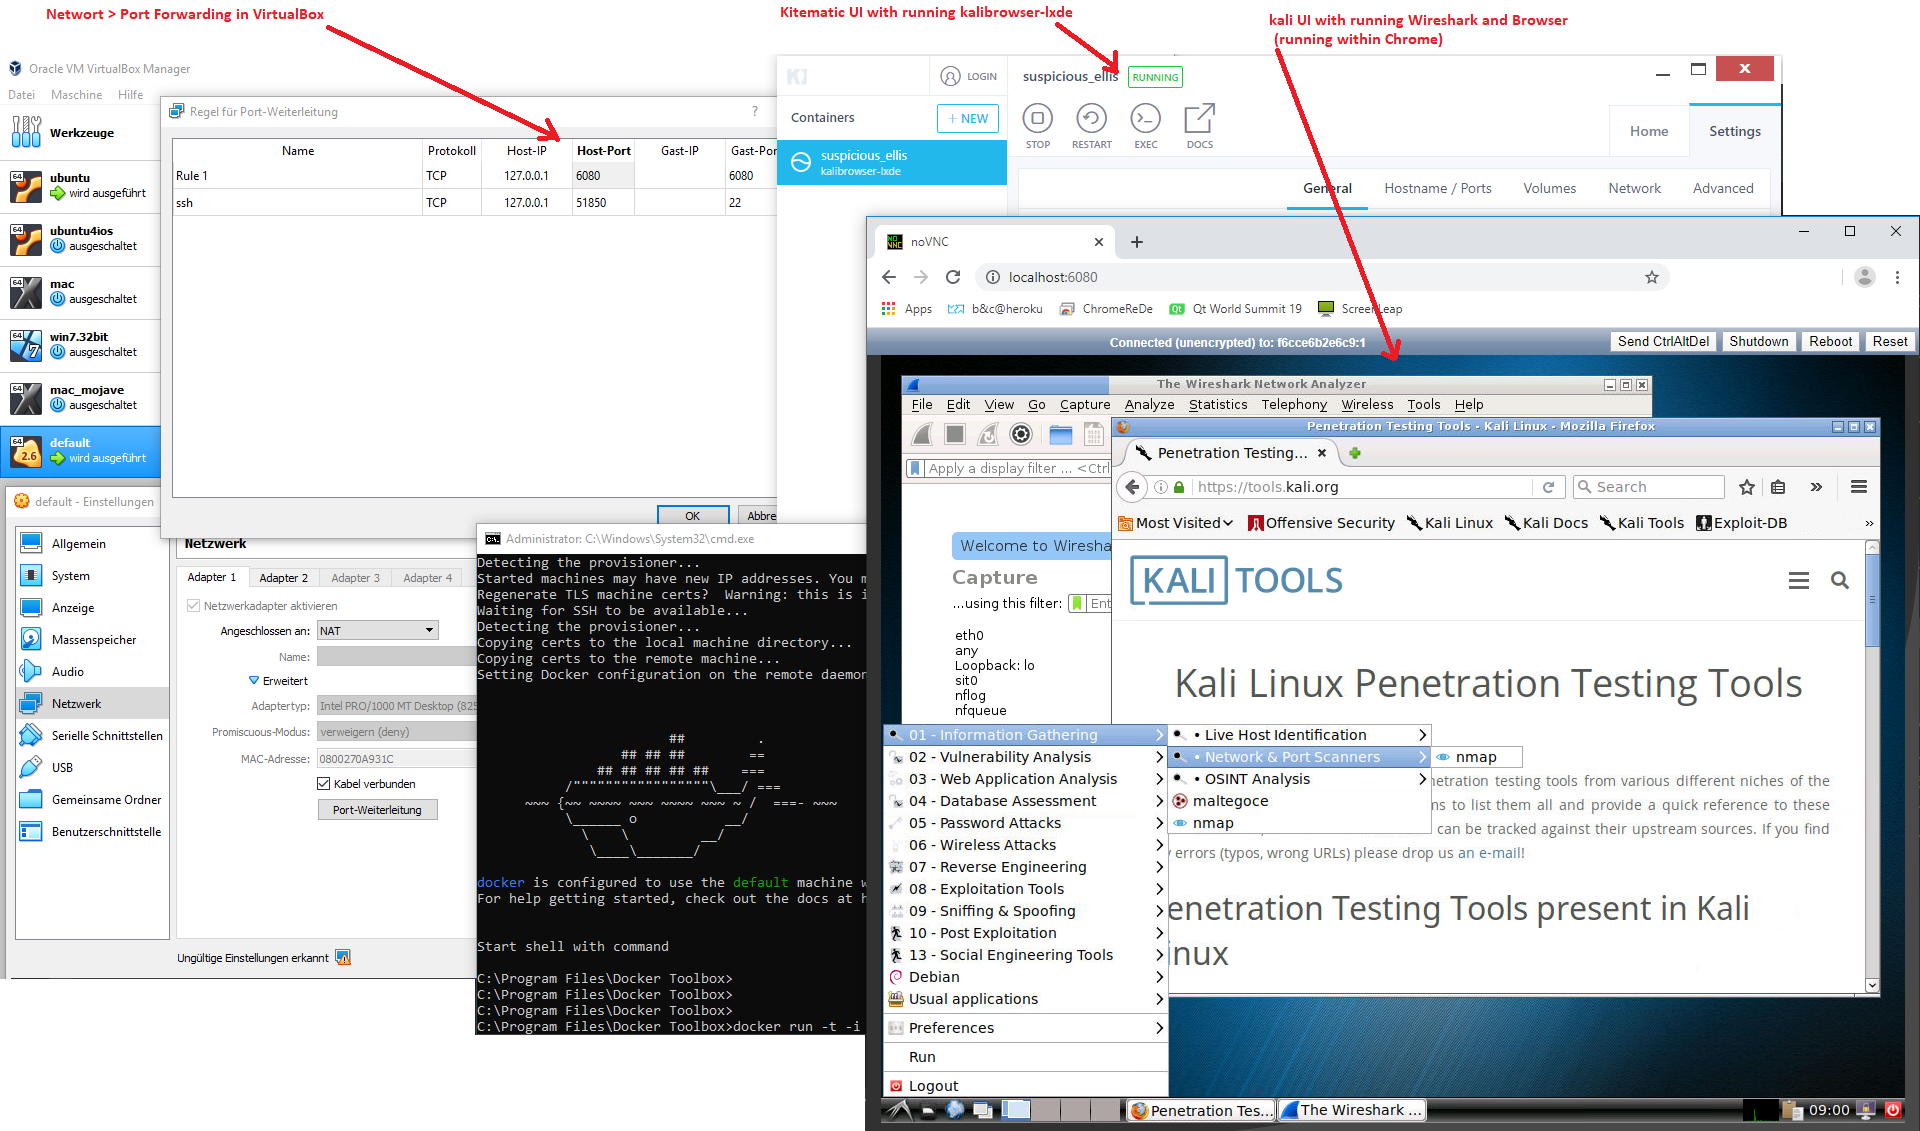 Networt > Port Forwarding in VirtualBox
Kitematic UI with running kalibrowser-lxde
kali UI with running Wireshark and Browser
(running within Chrome)
Oracle VM VirtualBox Manager
Datei Maschine Hilfe
Werkzeuge
ubuntu
wird ausgeführt
ubuntu4ios
ausgeschaltet
mac
ausgeschaltet
win7.32bit
ausgeschaltet
mac_mojave
ausgeschaltet
default
wird ausgeführt
Regel für Port-Weiterleitung ?
Name Protokoll Host-IP Host-Port Gast-IP Gast-Por
Rule 1 TCP 127.0.0.1 6080 6080
ssh TCP 127.0.0.1 51850 22
OK Abbre
default - Einstellungen
Allgemein
System
Anzeige
Massenspeicher
Audio
Netzwerk
Serielle Schnittstellen
USB
Gemeinsame Ordner
Benutzerschnittstelle
Netzwerk
Adapter 1 Adapter 2 Adapter 3 Adapter 4
Netzwerkadapter aktivieren
Angeschlossen an: NAT
Name:
Erweitert
Adaptertyp: Intel PRO/1000 MT Desktop (825
Promiscuous-Modus: verweigern (deny)
MAC-Adresse: 0800270A931C
Kabel verbunden
Port-Weiterleitung
Ungültige Einstellungen erkannt
Administrator: C:\Windows\System32\cmd.exe
Detecting the provisioner...
Started machines may have new IP addresses. You m
Regenerate TLS machine certs?  Warning: this is i
Waiting for SSH to be available...
Detecting the provisioner...
Copying certs to the local machine directory...
Copying certs to the remote machine...
Setting Docker configuration on the remote daemon
                        ##         .
                  ## ## ##        ==
               ## ## ## ## ##    ===
           /"""""""""""""""""\___/ ===
      ~~~ {~~ ~~~~ ~~~ ~~~~ ~~~ ~ /  ===- ~~~
           \______ o           __/
             \    \         __/
              \____\_______/
docker is configured to use the default machine w
For help getting started, check out the docs at h
Start shell with command
C:\Program Files\Docker Toolbox>
C:\Program Files\Docker Toolbox>
C:\Program Files\Docker Toolbox>
C:\Program Files\Docker Toolbox>docker run -t -i
LOGIN
Containers + NEW
suspicious_ellis
kalibrowser-lxde
suspicious_ellis RUNNING
STOP RESTART EXEC DOCS
Home Settings
General Hostname / Ports Volumes Network Advanced
noVNC
localhost:6080
Apps b&c@heroku ChromeReDe Qt World Summit 19 ScreenLeap
Connected (unencrypted) to: f6cce6b2e6c9:1
Send CtrlAltDel Shutdown Reboot Reset
The Wireshark Network Analyzer
File Edit View Go Capture Analyze Statistics Telephony Wireless Tools Help
Apply a display filter ... <Ctrl
Welcome to Wiresha
Capture
...using this filter: Ent
eth0
any
Loopback: lo
sit0
nflog
nfqueue
Penetration Testing Tools - Kali Linux - Mozilla Firefox
Penetration Testing...
https://tools.kali.org Search
Most Visited Offensive Security Kali Linux Kali Docs Kali Tools Exploit-DB »
KALI TOOLS
Kali Linux Penetration Testing Tools
netration testing tools from various different niches of the
ns to list them all and provide a quick reference to these
can be tracked against their upstream sources. If you find
y errors (typos, wrong URLs) please drop us an e-mail!
enetration Testing Tools present in Kali
inux
01 - Information Gathering
02 - Vulnerability Analysis
03 - Web Application Analysis
04 - Database Assessment
05 - Password Attacks
06 - Wireless Attacks
07 - Reverse Engineering
08 - Exploitation Tools
09 - Sniffing & Spoofing
10 - Post Exploitation
13 - Social Engineering Tools
Debian
Usual applications
Preferences
Run
Logout
• Live Host Identification
• Network & Port Scanners
• OSINT Analysis
maltegoce
nmap
nmap
Penetration Tes... The Wireshark ... 09:00